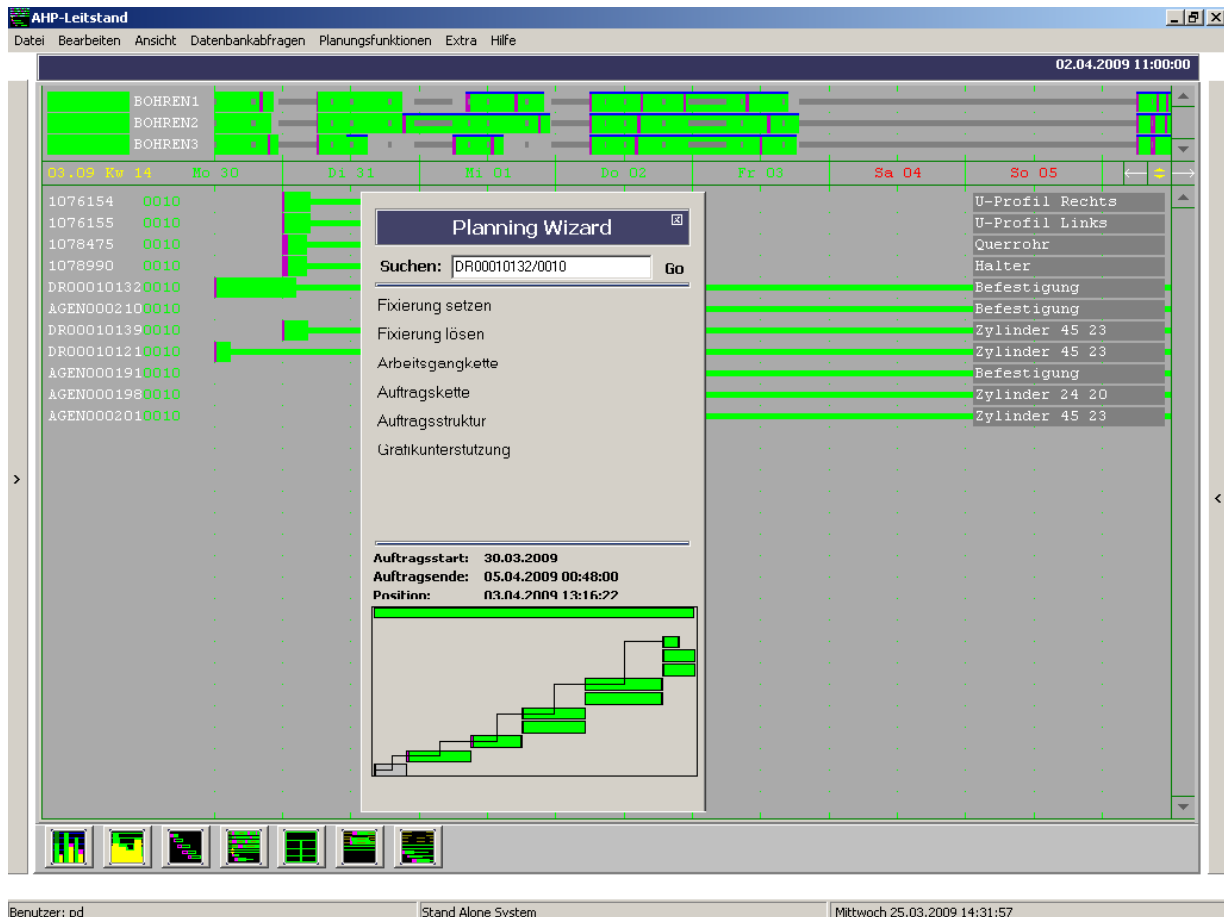 AHP-Leitstand
Datei Bearbeiten Ansicht Datenbankabfragen Planungsfunktionen Extra Hilfe
02.04.2009 11:00:00
BOHREN1
BOHREN2
BOHREN3
03.09 Kw 14 Mo 30 Di 31 Mi 01 Do 02 Fr 03 Sa 04 So 05
1076154 0010 U-Profil Rechts
1076155 0010 U-Profil Links
1078475 0010 Querrohr
1078990 0010 Halter
DR00010132 0010 Befestigung
AGEN000210 0010 Befestigung
DR00010139 0010 Zylinder 45 23
DR00010121 0010 Zylinder 45 23
AGEN000191 0010 Befestigung
AGEN000198 0010 Zylinder 24 20
AGEN000201 0010 Zylinder 45 23
Planning Wizard
Suchen: DR00010132/0010 Go
Fixierung setzen
Fixierung lösen
Arbeitsgangkette
Auftragskette
Auftragsstruktur
Grafikunterstutzung
Auftragsstart: 30.03.2009
Auftragsende: 05.04.2009 00:48:00
Position: 03.04.2009 13:16:22
>
<
Benutzer: pd Stand Alone System Mittwoch 25.03.2009 14:31:57